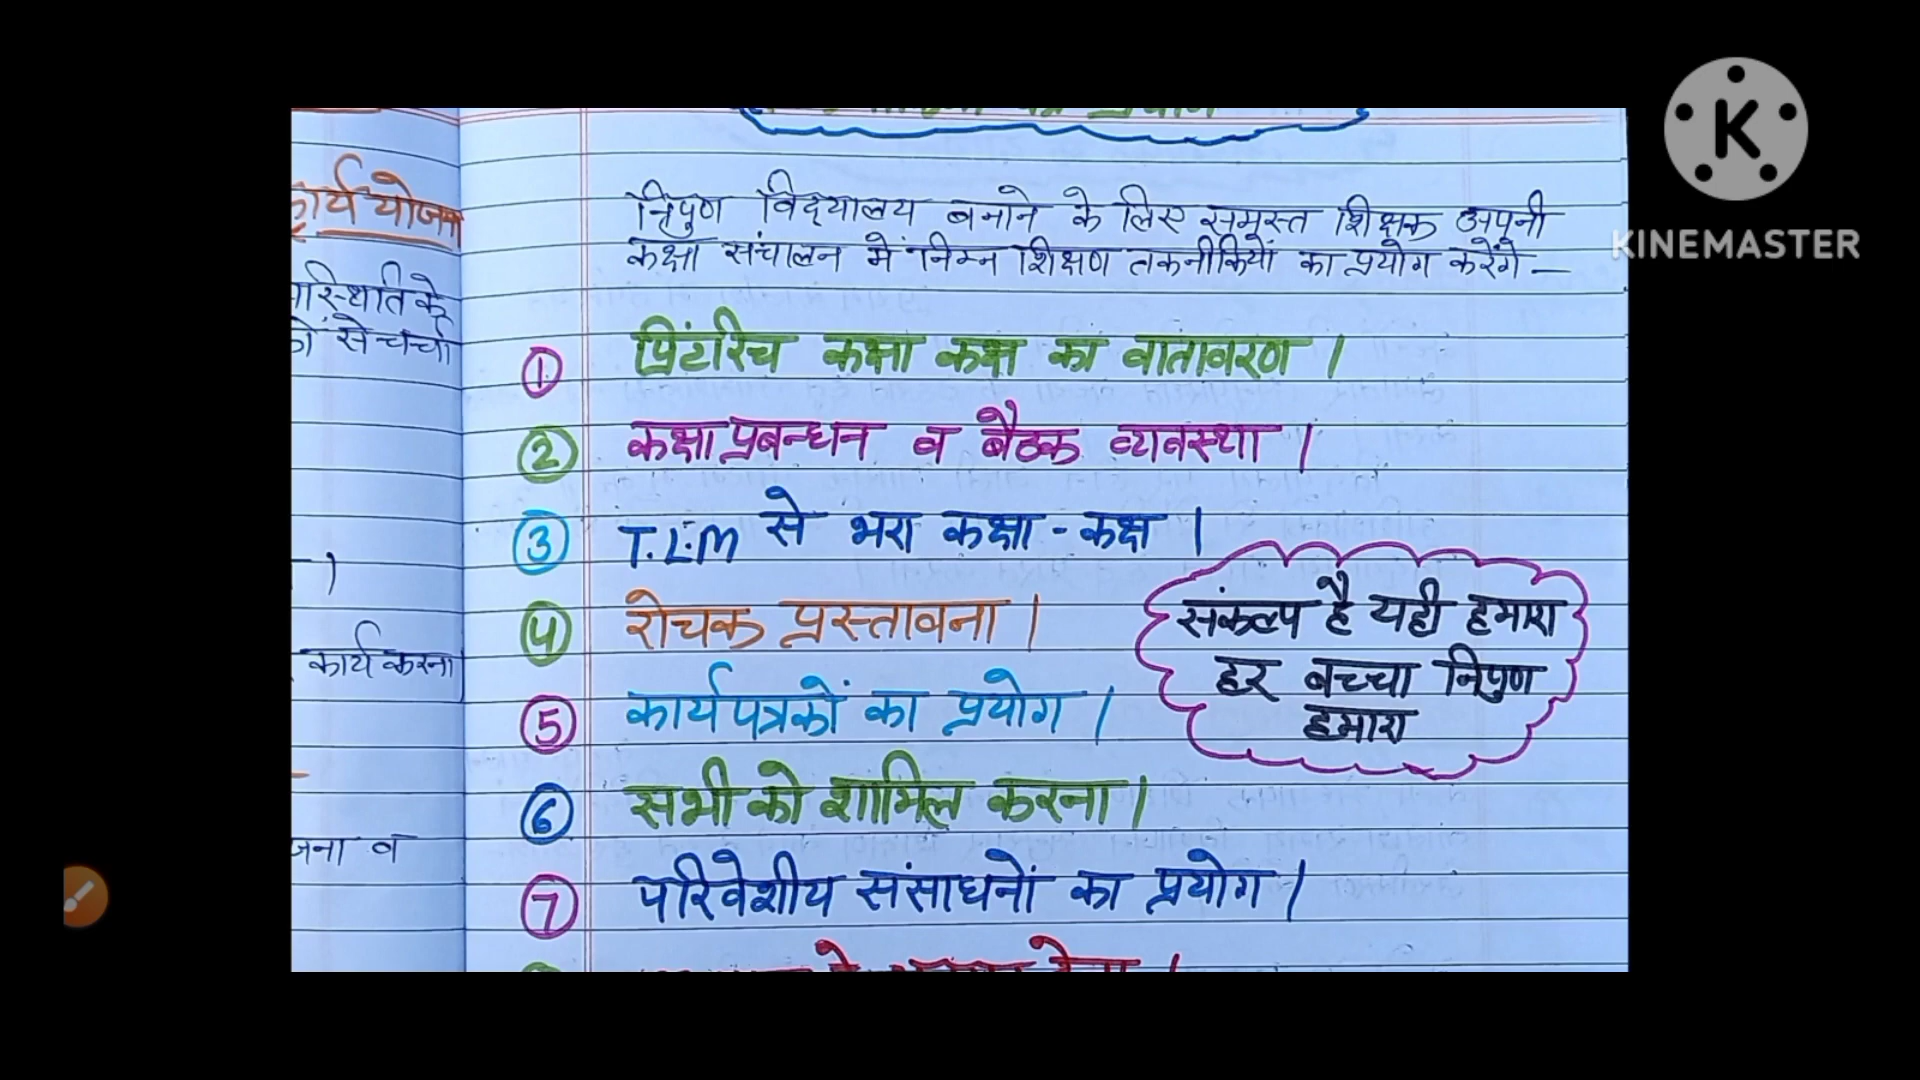 K
KINEMASTER
कार्य योजना
से चर्चा
कार्य करना
जना व
निपुण विद्यालय बनाने के लिए समस्त शिक्षक अपनी
कक्षा संचालन में निम्न शिक्षण तकनीकियों का प्रयोग करेंगे -
① प्रिंटरिच कक्षा कक्ष का वातावरण ।
② कक्षा प्रबन्धन व बैठक व्यवस्था ।
③ T.L.M से भरा कक्षा - कक्ष ।
④ रोचक प्रस्तावना ।
⑤ कार्यपत्रकों का प्रयोग ।
⑥ सभी को शामिल करना ।
⑦ परिवेशीय संसाधनों का प्रयोग ।
संकल्प है यही हमारा
हर बच्चा निपुण
हमारा